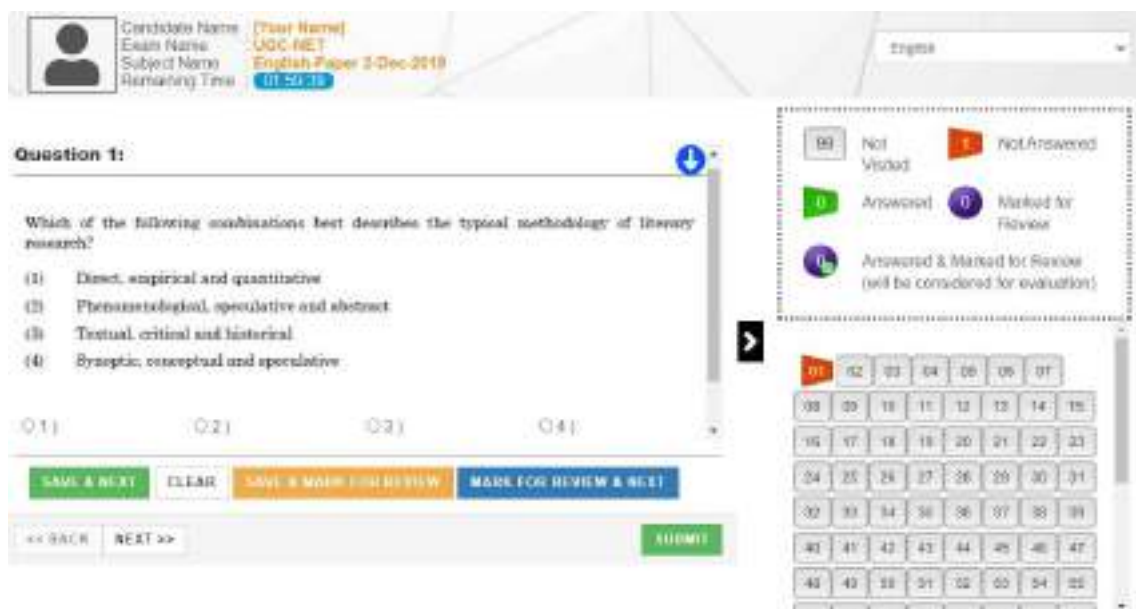 Candidate Name : [Your Name]
Exam Name : UGC-NET
Subject Name : English-Paper 2-Dec-2019
Remaining Time :
English
Question 1:
Which of the following combinations best describes the typical methodology of literary
research?
(1) Direct, empirical and quantitative
(2) Phenomenological, speculative and abstract
(3) Textual, critical and historical
(4) Synoptic, conceptual and speculative
1) 2) 3) 4)
SAVE & NEXT CLEAR SAVE & MARK FOR REVIEW MARK FOR REVIEW & NEXT
<< BACK NEXT >> SUBMIT
99 Not
Visited
1 Not Answered
0 Answered
0 Marked for
Review
0 Answered & Marked for Review
(will be considered for evaluation)
01 02 03 04 05 06 07
08 09 10 11 12 13 14 15
16 17 18 19 20 21 22 23
24 25 26 27 28 29 30 31
32 33 34 35 36 37 38 39
40 41 42 43 44 45 46 47
48 49 50 51 52 53 54 55